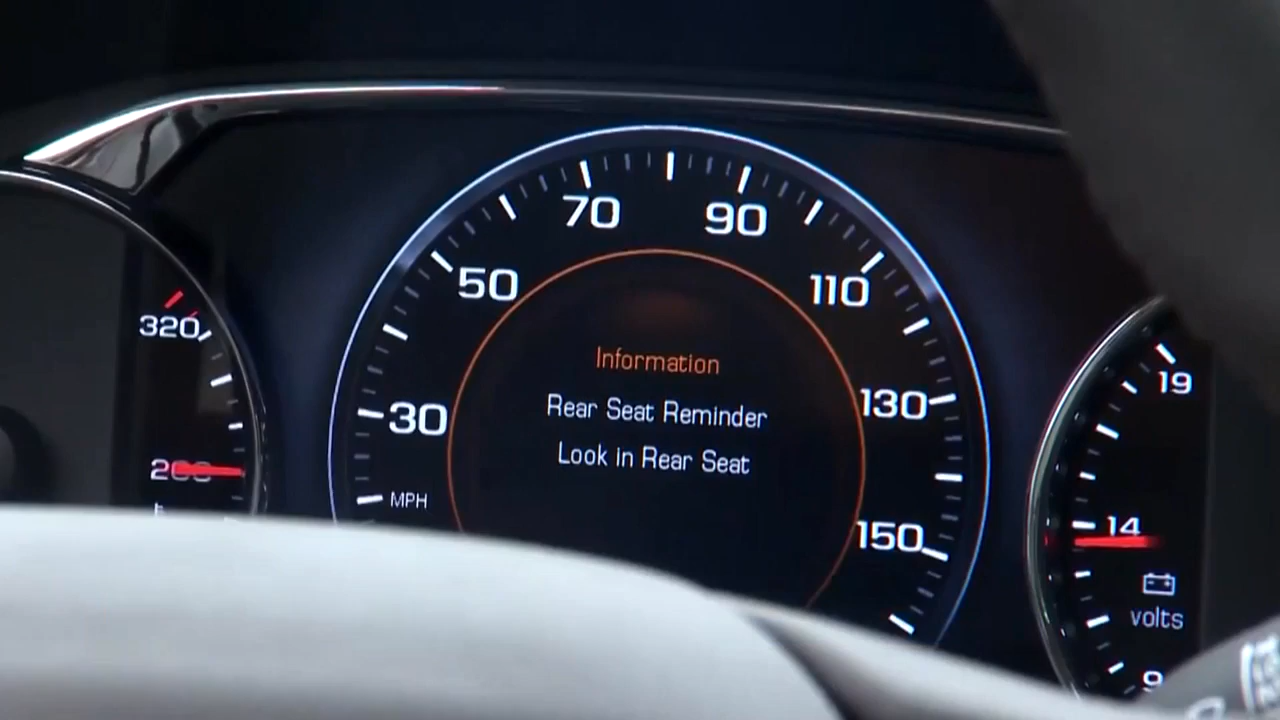 70
90
50
110
320
Information
19
130
Rear Seat Reminder
30
Look in Rear Seat
MPH
14
150
volts
9